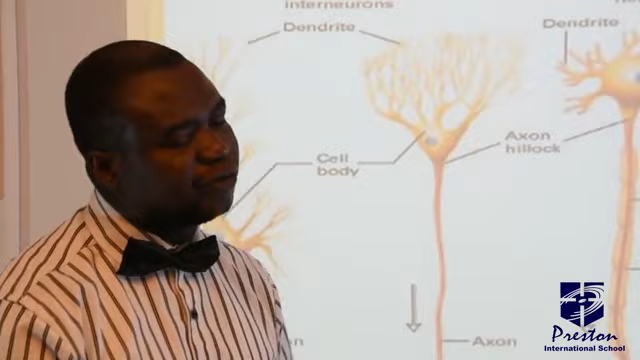 interneurons
Dendrite
Dendrite
Cell
body
Axon
hillock
Axon
Preston
International School